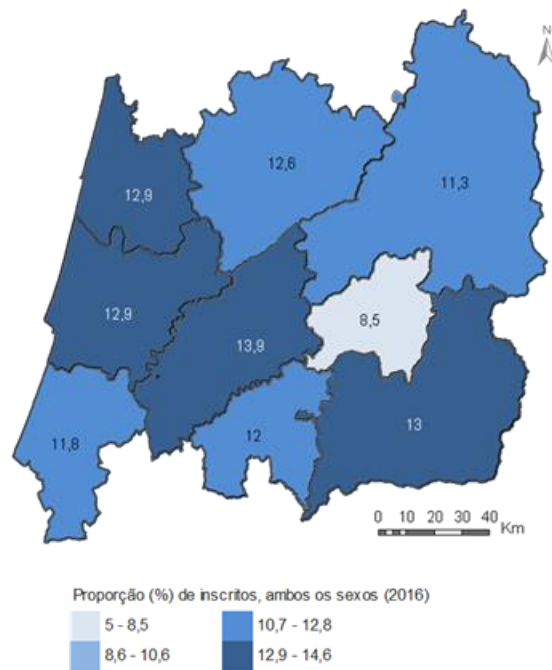 N
12,6
11,3
12,9
12,9
8,5
13,9
13
11,8
12
0 10 20 30 40
Km
Proporção (%) de inscritos, ambos os sexos (2016)
5 - 8,5 10,7 - 12,8
8,6 - 10,6 12,9 - 14,6